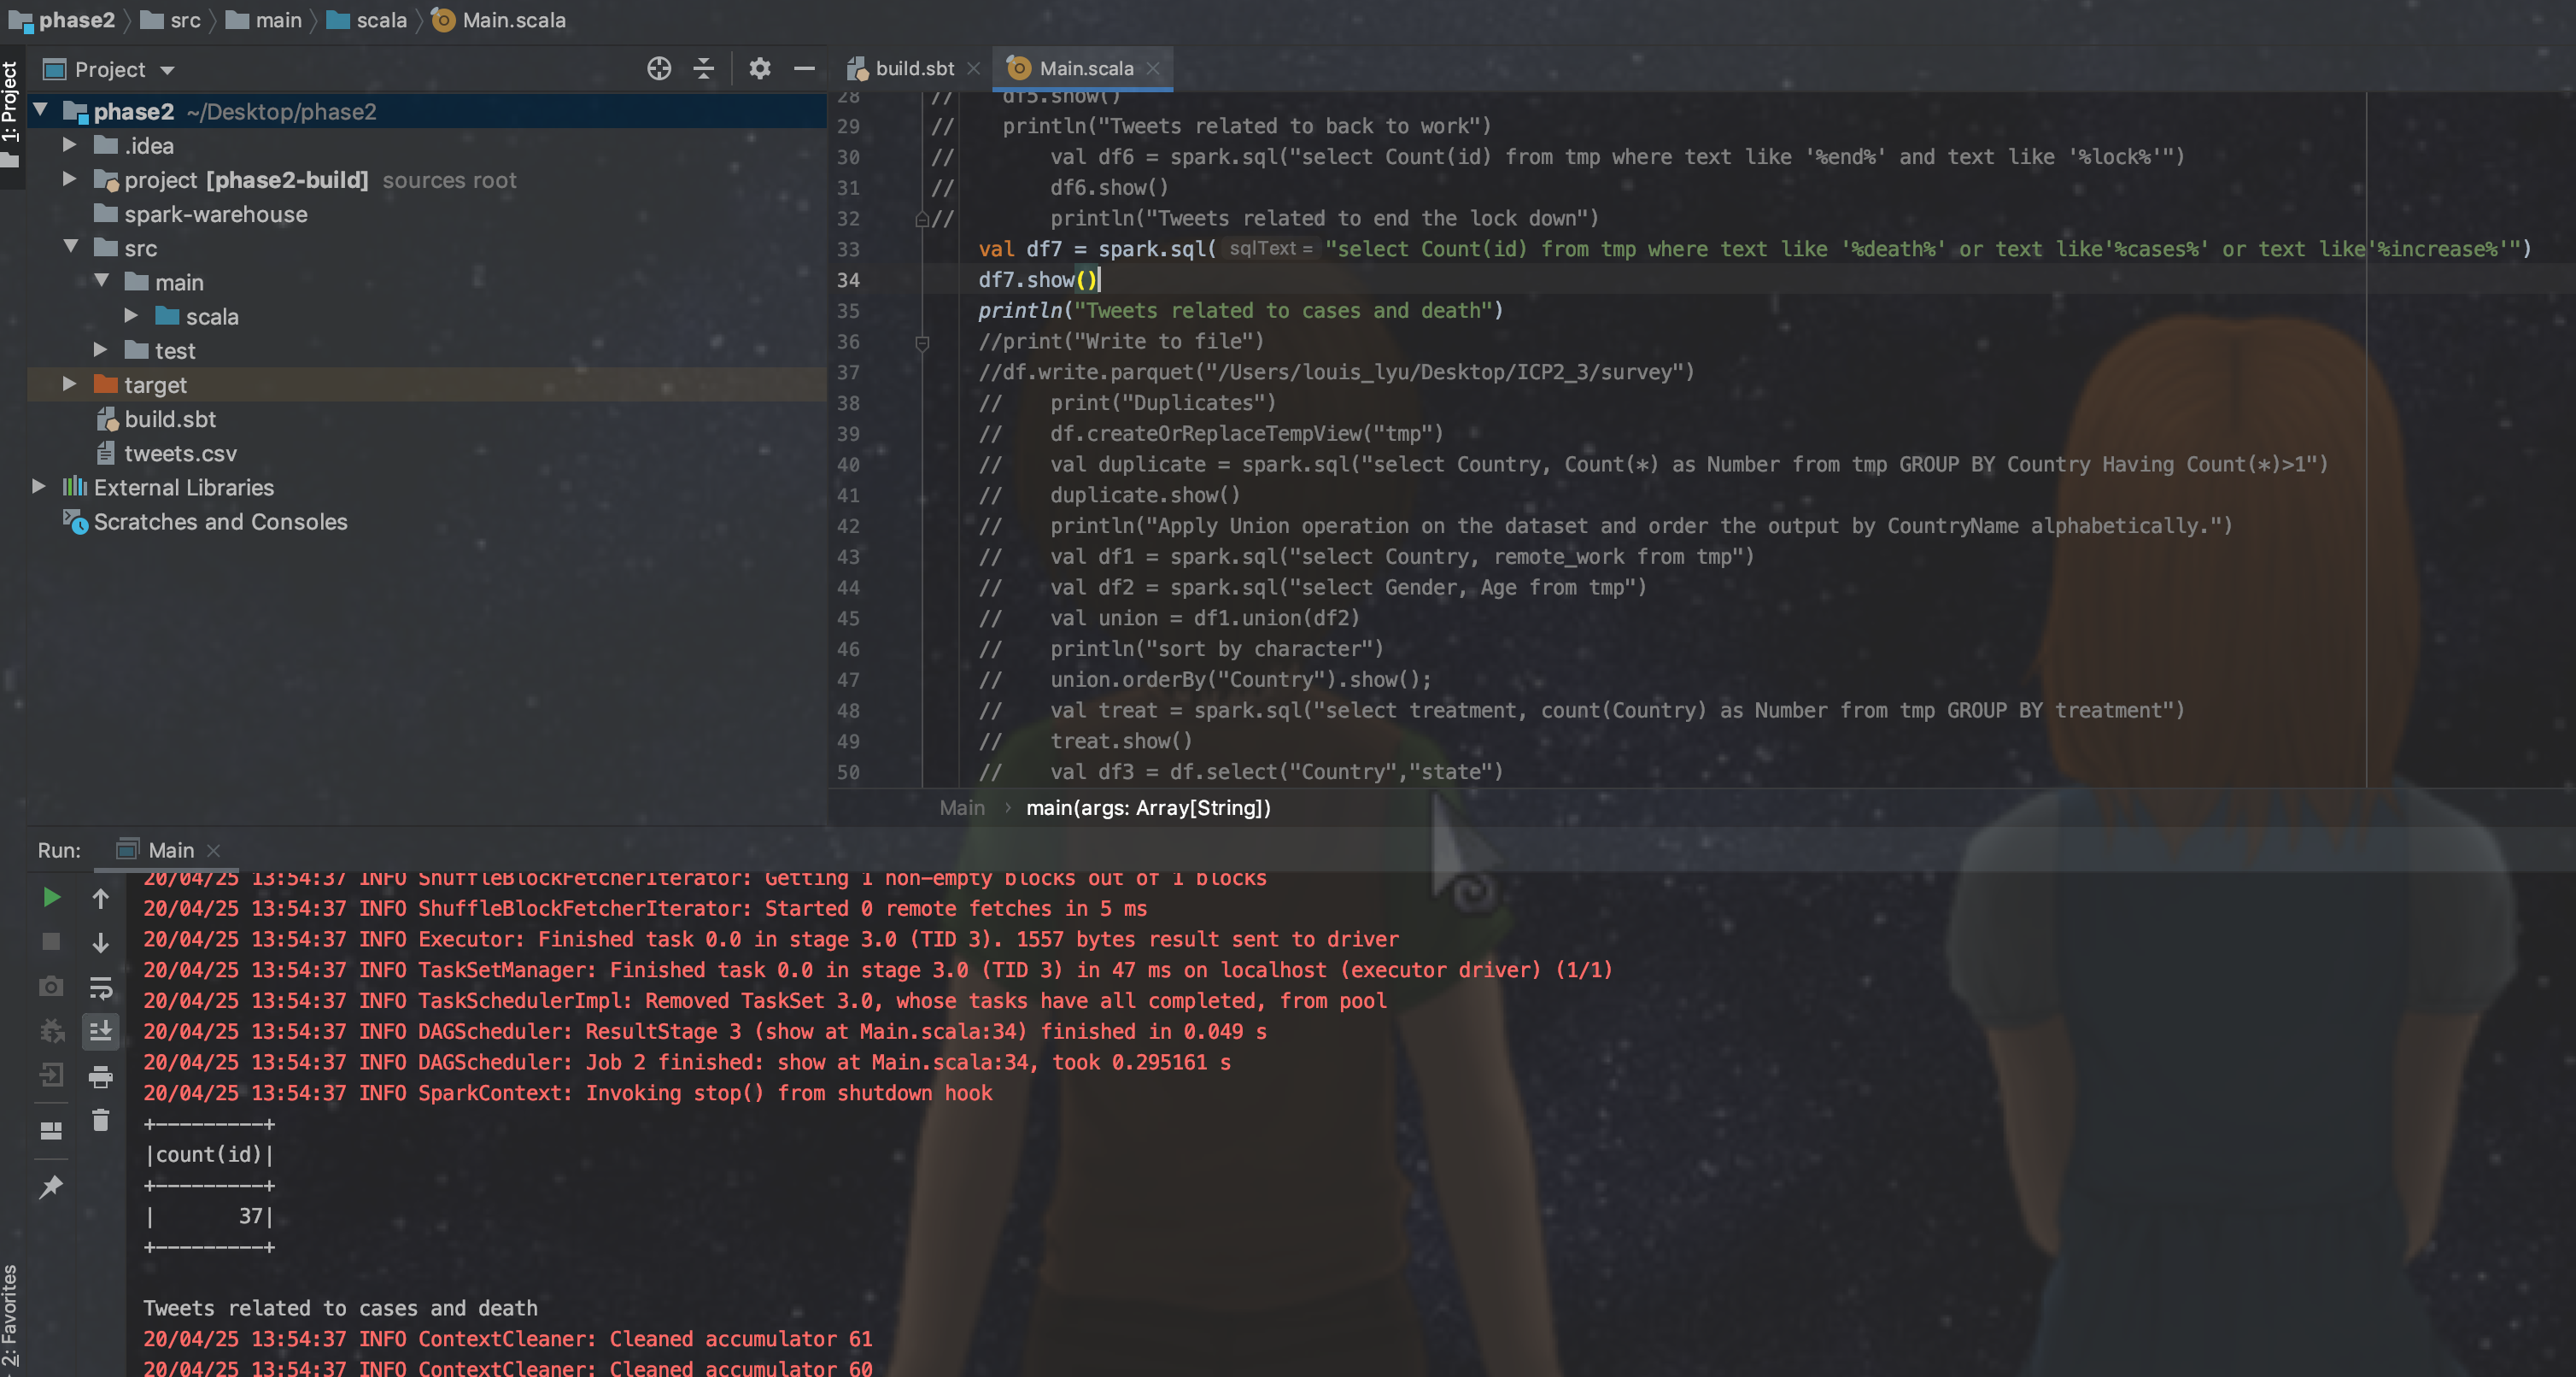 phase2 src main scala Main.scala
1: Project
Project
build.sbt
Main.scala
phase2 ~/Desktop/phase2
.idea
project [phase2-build] sources root
spark-warehouse
src
main
scala
test
target
build.sbt
tweets.csv
External Libraries
Scratches and Consoles
28 // df5.show()
29 // println("Tweets related to back to work")
30 // val df6 = spark.sql("select Count(id) from tmp where text like '%end%' and text like '%lock%'")
31 // df6.show()
32 // println("Tweets related to end the lock down")
33 val df7 = spark.sql( sqlText = "select Count(id) from tmp where text like '%death%' or text like'%cases%' or text like'%increase%'")
34 df7.show()
35 println("Tweets related to cases and death")
36 //print("Write to file")
37 //df.write.parquet("/Users/louis_lyu/Desktop/ICP2_3/survey")
38 // print("Duplicates")
39 // df.createOrReplaceTempView("tmp")
40 // val duplicate = spark.sql("select Country, Count(*) as Number from tmp GROUP BY Country Having Count(*)>1")
41 // duplicate.show()
42 // println("Apply Union operation on the dataset and order the output by CountryName alphabetically.")
43 // val df1 = spark.sql("select Country, remote_work from tmp")
44 // val df2 = spark.sql("select Gender, Age from tmp")
45 // val union = df1.union(df2)
46 // println("sort by character")
47 // union.orderBy("Country").show();
48 // val treat = spark.sql("select treatment, count(Country) as Number from tmp GROUP BY treatment")
49 // treat.show()
50 // val df3 = df.select("Country","state")
Main › main(args: Array[String])
Run: Main
20/04/25 13:54:37 INFO ShuffleBlockFetcherIterator: Getting 1 non-empty blocks out of 1 blocks
20/04/25 13:54:37 INFO ShuffleBlockFetcherIterator: Started 0 remote fetches in 5 ms
20/04/25 13:54:37 INFO Executor: Finished task 0.0 in stage 3.0 (TID 3). 1557 bytes result sent to driver
20/04/25 13:54:37 INFO TaskSetManager: Finished task 0.0 in stage 3.0 (TID 3) in 47 ms on localhost (executor driver) (1/1)
20/04/25 13:54:37 INFO TaskSchedulerImpl: Removed TaskSet 3.0, whose tasks have all completed, from pool
20/04/25 13:54:37 INFO DAGScheduler: ResultStage 3 (show at Main.scala:34) finished in 0.049 s
20/04/25 13:54:37 INFO DAGScheduler: Job 2 finished: show at Main.scala:34, took 0.295161 s
20/04/25 13:54:37 INFO SparkContext: Invoking stop() from shutdown hook
+---------+
|count(id)|
+---------+
|       37|
+---------+
Tweets related to cases and death
20/04/25 13:54:37 INFO ContextCleaner: Cleaned accumulator 61
20/04/25 13:54:37 INFO ContextCleaner: Cleaned accumulator 60
2: Favorites